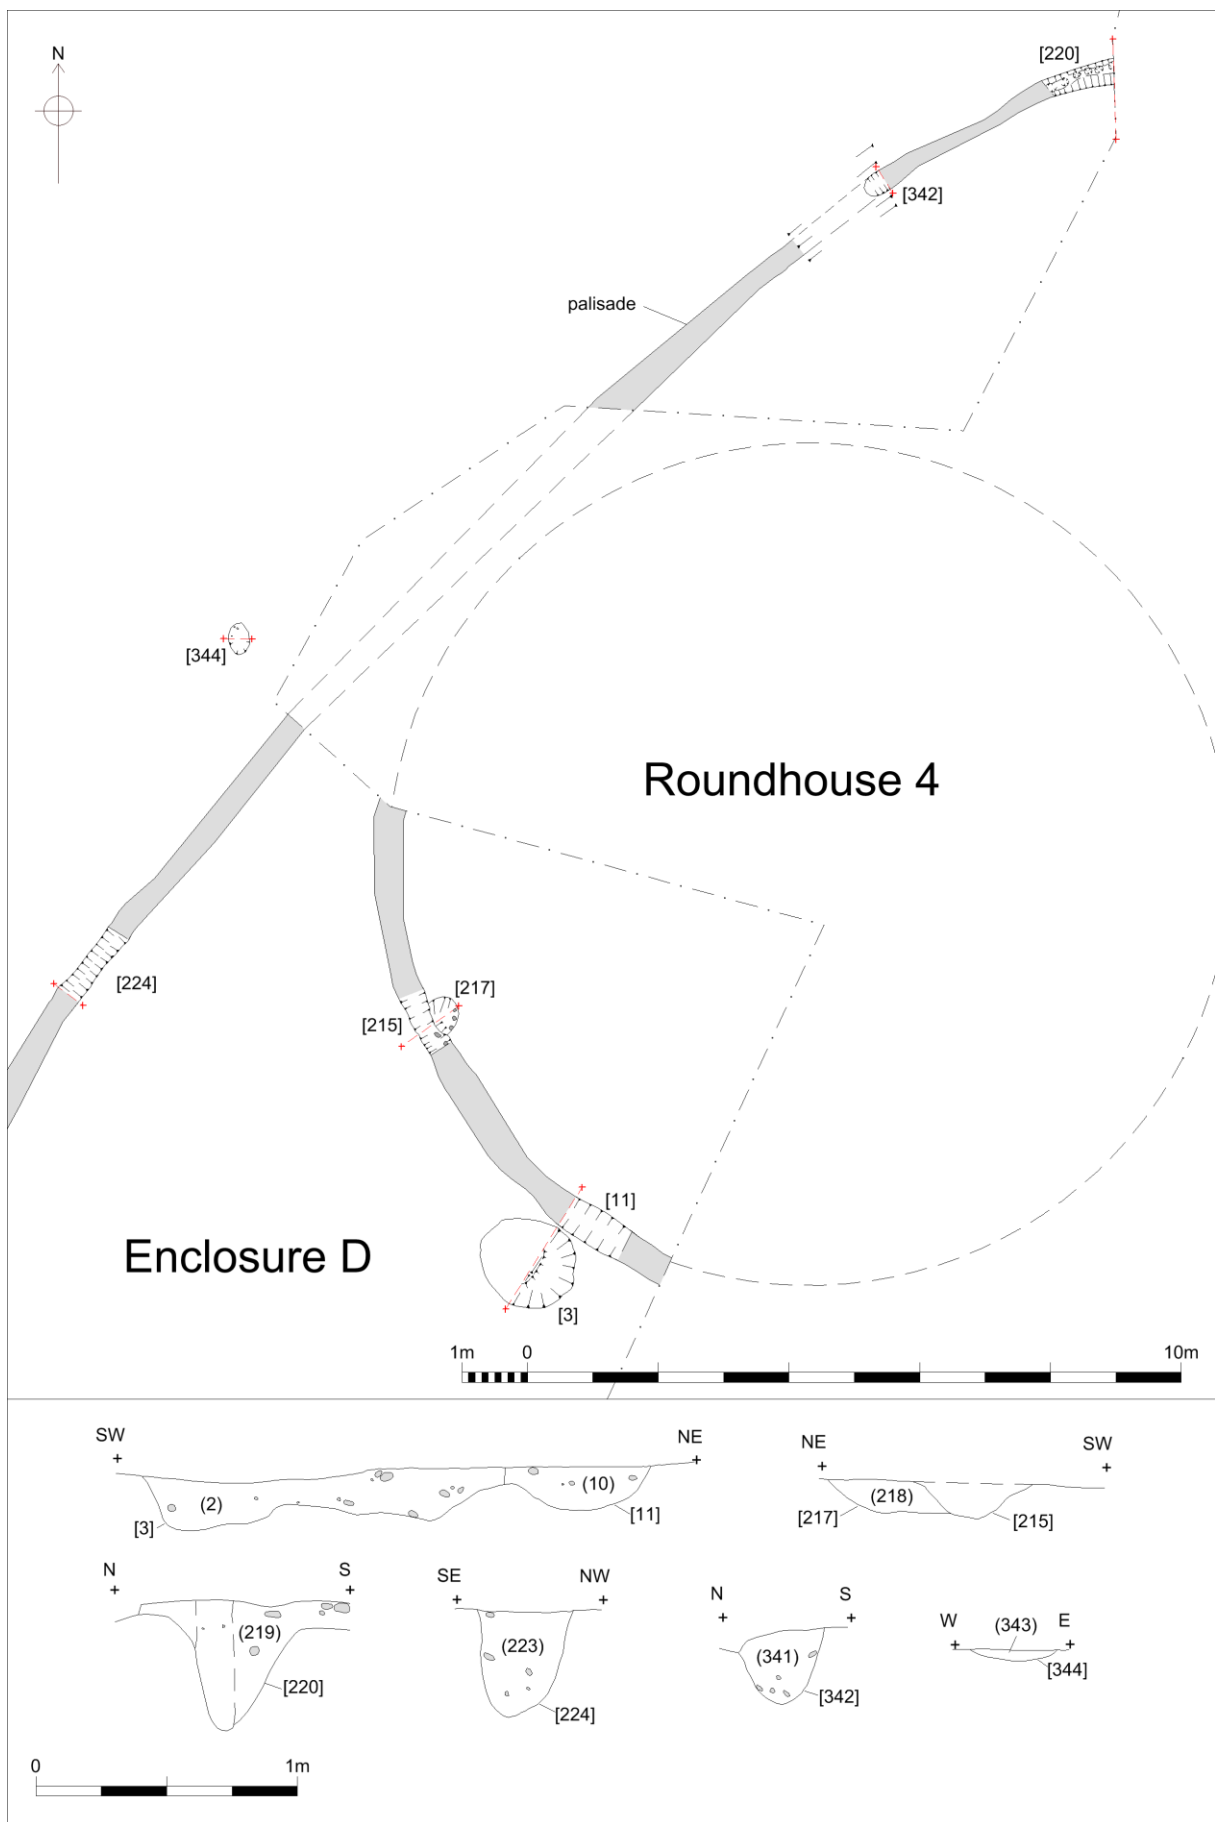 N
[220]
[342]
palisade
[344]
Roundhouse 4
[224]
[217]
[215]
[11]
Enclosure D
[3]
1m 0 10m
SW NE NE SW
(2) (10) (218)
[3] [11] [217] [215]
N S SE NW N S W E
(219) (223) (341) (343)
[220] [224] [342] [344]
0 1m